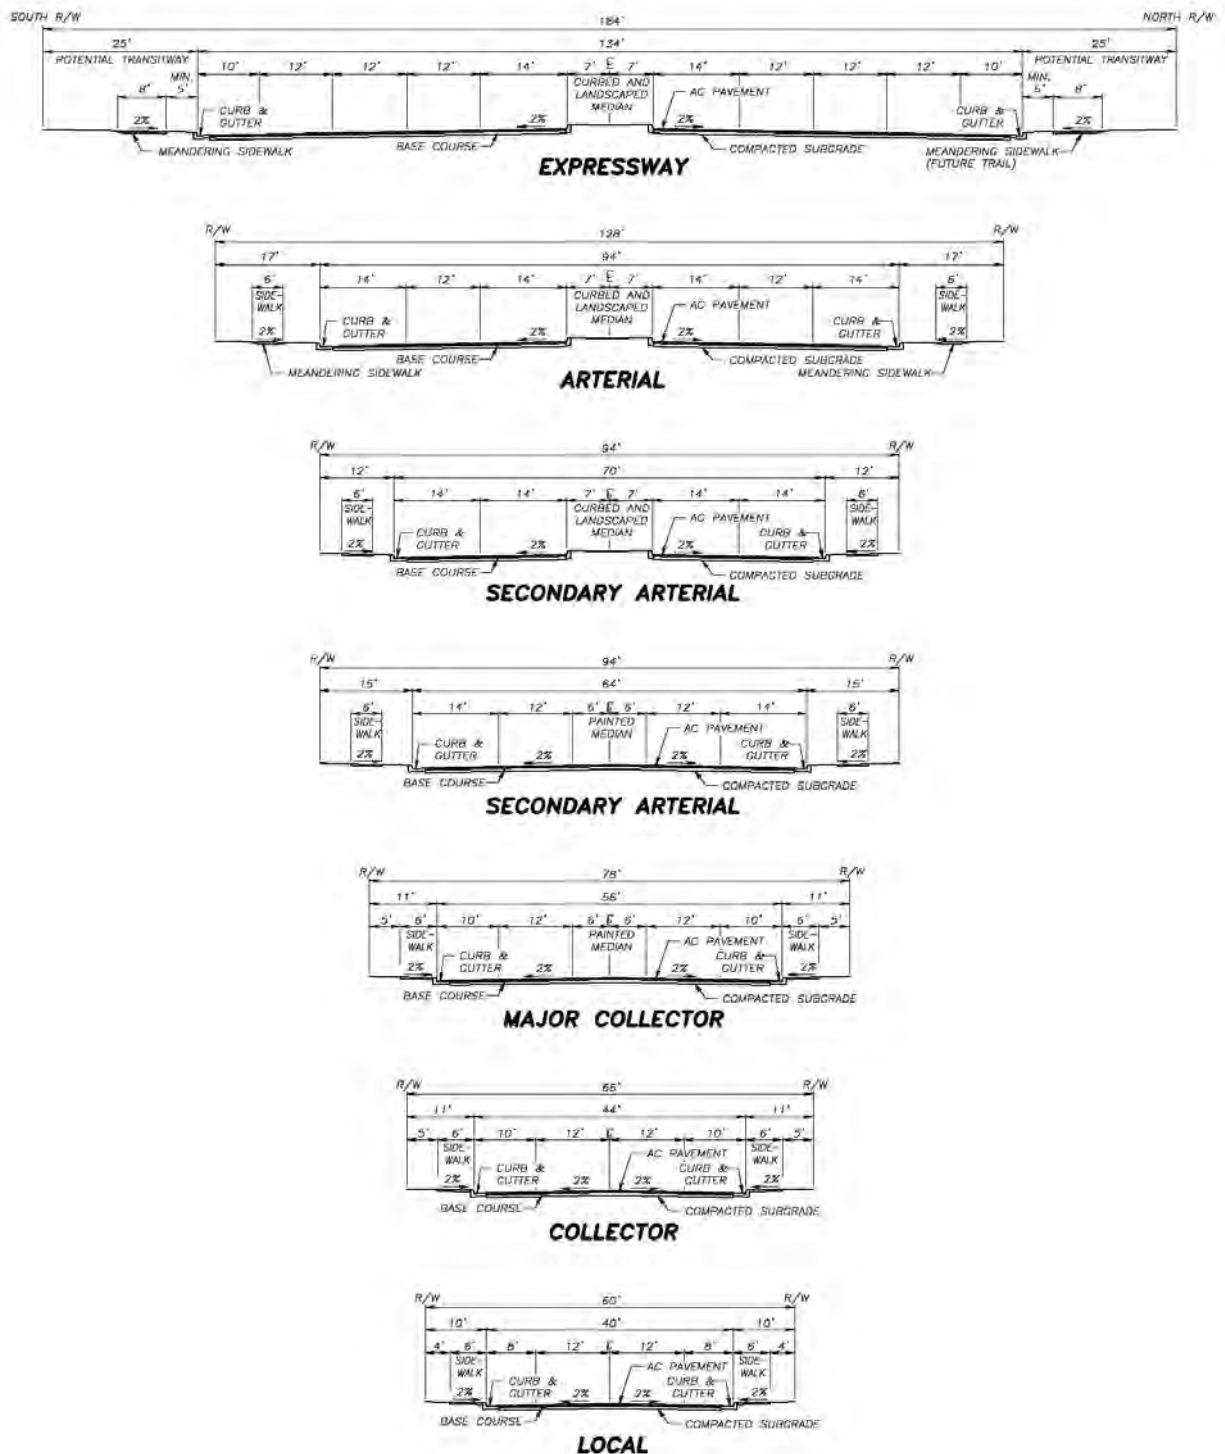 SOUTH R/W 184' NORTH R/W
25' 134' 25'
POTENTIAL TRANSITWAY 10' 12' 12' 12' 14' 7' 7' 14' 12' 12' 12' 10' POTENTIAL TRANSITWAY
MIN. CURBED AND LANDSCAPED MEDIAN AC PAVEMENT MIN.
8' 5' CURB & GUTTER CURB & GUTTER 5' 8'
2% 2% 2% 2%
MEANDERING SIDEWALK BASE COURSE COMPACTED SUBGRADE MEANDERING SIDEWALK (FUTURE TRAIL)
EXPRESSWAY
R/W 128' R/W
17' 94' 17'
6' 14' 12' 14' 7' 7' 14' 12' 14' 6'
SIDE-WALK CURBED AND LANDSCAPED MEDIAN AC PAVEMENT SIDE-WALK
CURB & GUTTER CURB & GUTTER
2% 2% 2% 2%
BASE COURSE COMPACTED SUBGRADE
MEANDERING SIDEWALK MEANDERING SIDEWALK
ARTERIAL
R/W 94' R/W
12' 70' 12'
6' 14' 14' 7' 7' 14' 14' 6'
SIDE-WALK CURBED AND LANDSCAPED MEDIAN AC PAVEMENT SIDE-WALK
CURB & GUTTER CURB & GUTTER
2% 2% 2% 2%
BASE COURSE COMPACTED SUBGRADE
SECONDARY ARTERIAL
R/W 94' R/W
15' 64' 15'
6' 14' 12' 6' 6' 12' 14' 6'
SIDE-WALK PAINTED MEDIAN AC PAVEMENT SIDE-WALK
CURB & GUTTER CURB & GUTTER
2% 2% 2% 2%
BASE COURSE COMPACTED SUBGRADE
SECONDARY ARTERIAL
R/W 78' R/W
11' 56' 11'
5' 6' 10' 12' 6' 6' 12' 10' 6' 5'
SIDE-WALK PAINTED MEDIAN AC PAVEMENT SIDE-WALK
CURB & GUTTER CURB & GUTTER
2% 2% 2% 2%
BASE COURSE COMPACTED SUBGRADE
MAJOR COLLECTOR
R/W 66' R/W
11' 44' 11'
5' 6' 10' 12' 12' 10' 6' 5'
SIDE-WALK AC PAVEMENT SIDE-WALK
CURB & GUTTER CURB & GUTTER
2% 2% 2% 2%
BASE COURSE COMPACTED SUBGRADE
COLLECTOR
R/W 60' R/W
10' 40' 10'
4' 6' 8' 12' 12' 8' 6' 4'
SIDE-WALK AC PAVEMENT SIDE-WALK
CURB & GUTTER CURB & GUTTER
2% 2% 2% 2%
BASE COURSE COMPACTED SUBGRADE
LOCAL